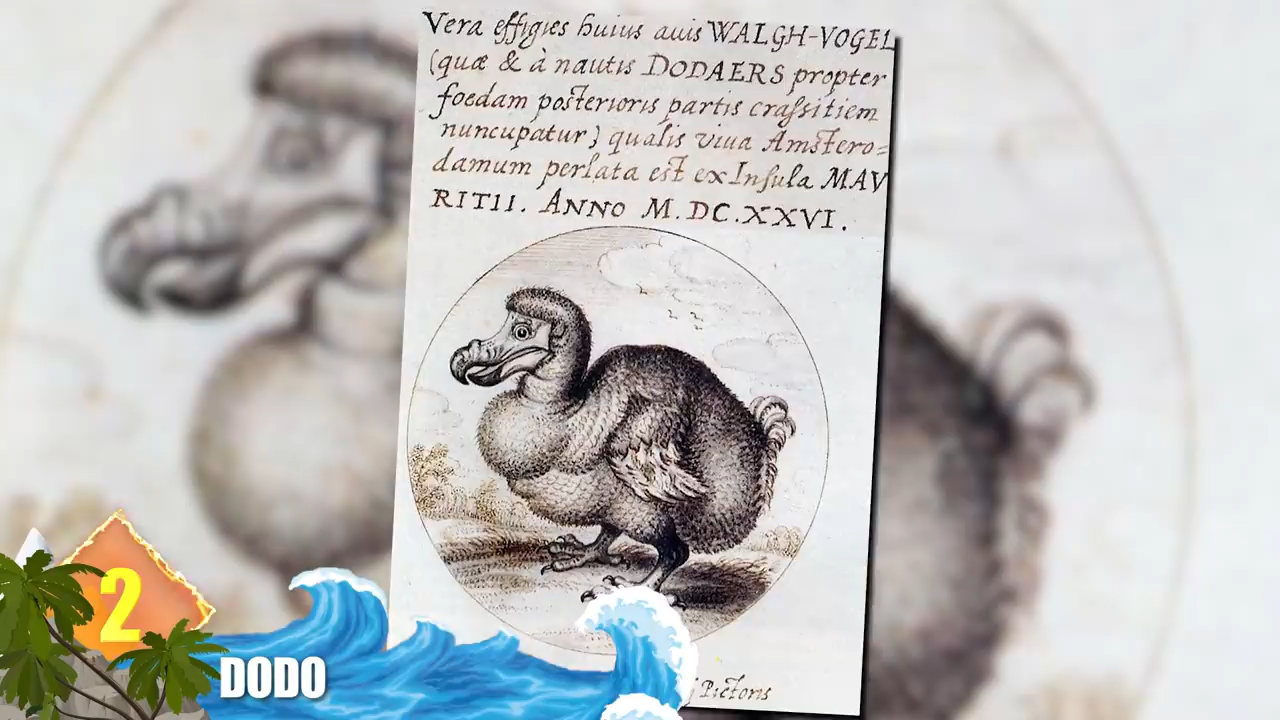 Vera effigies huius auis WALGH-VOGEL
(quæ & à nautis DODAERS propter
foedam posterioris partis crassitiem
nuncupatur) qualis viua Amstero=
damum perlata est ex Insula MAV
RITII. ANNO M.DC.XXVI.
Pictoris
2
DODO